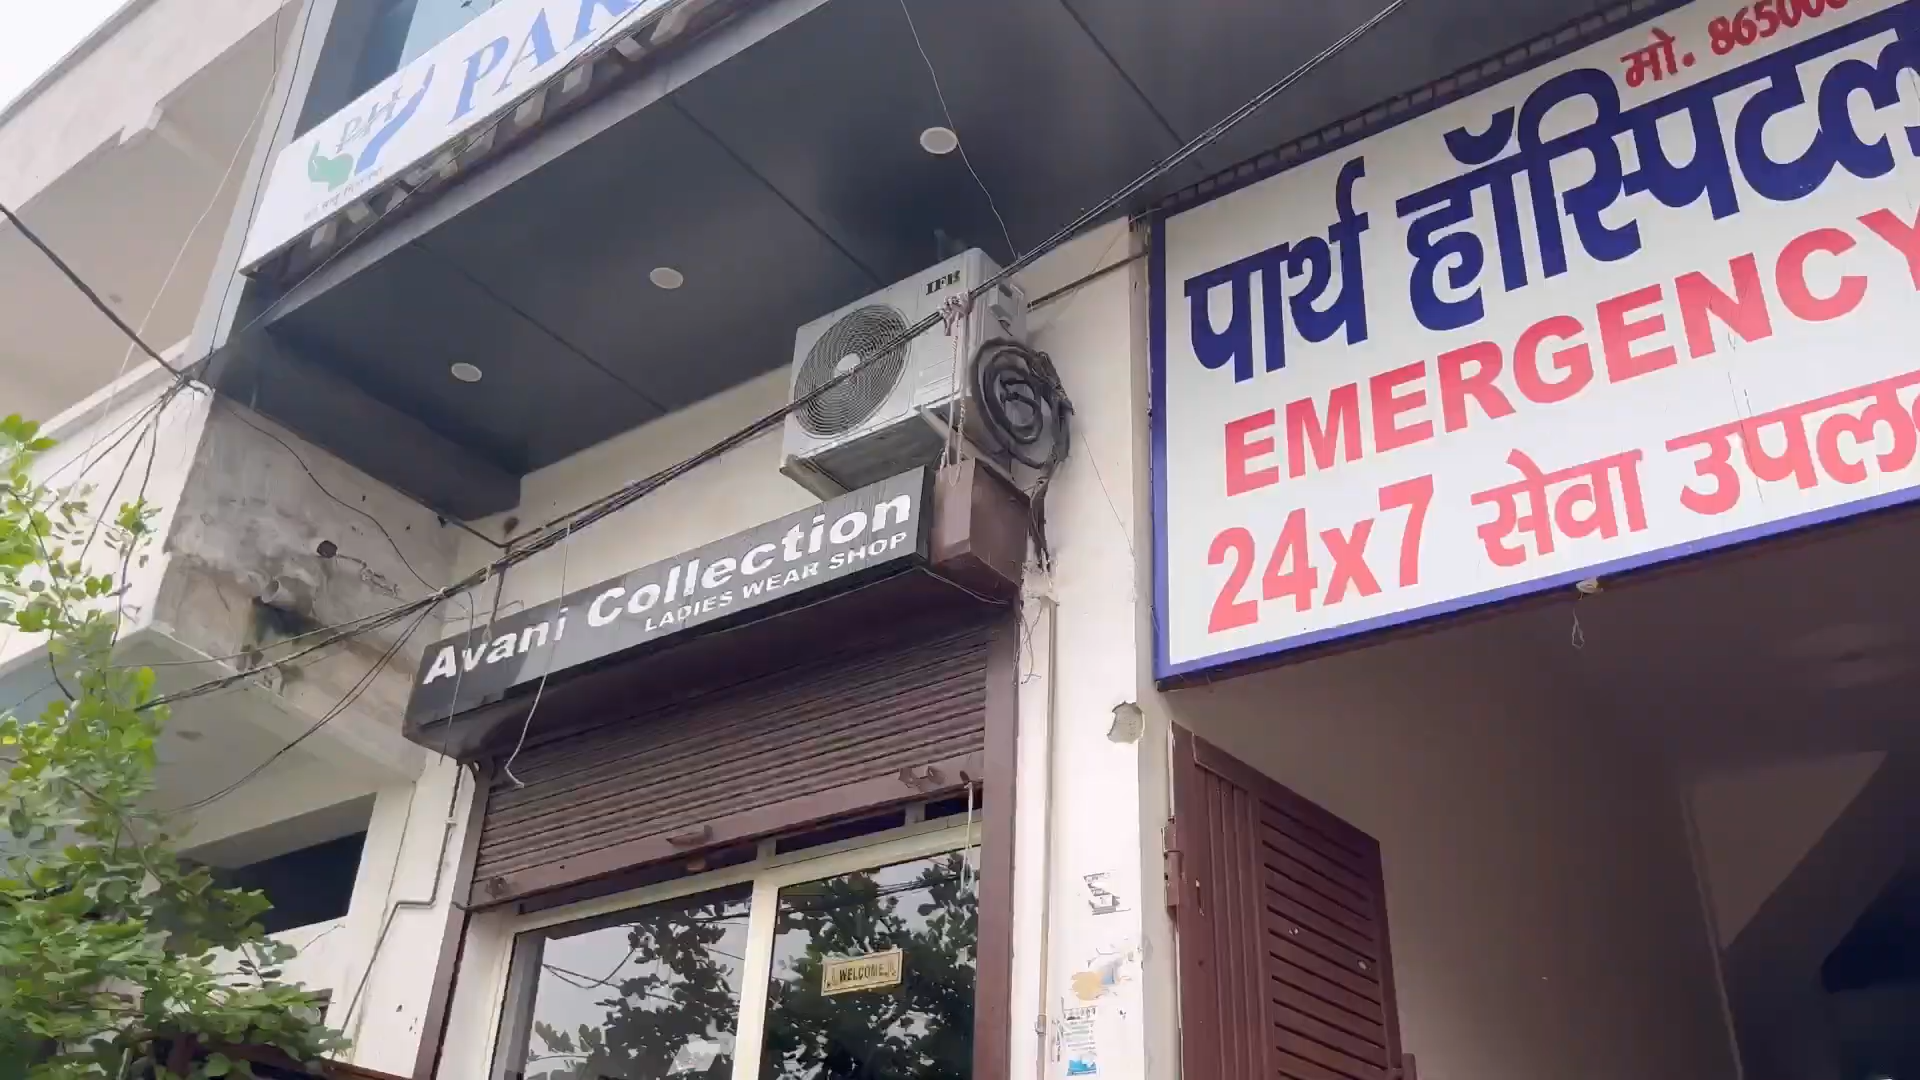 PAR
PH
IFB
Avani Collection
LADIES WEAR SHOP
WELCOME
मो. 86500
पार्थ हॉस्पिटल
EMERGENCY
24x7 सेवा उपल